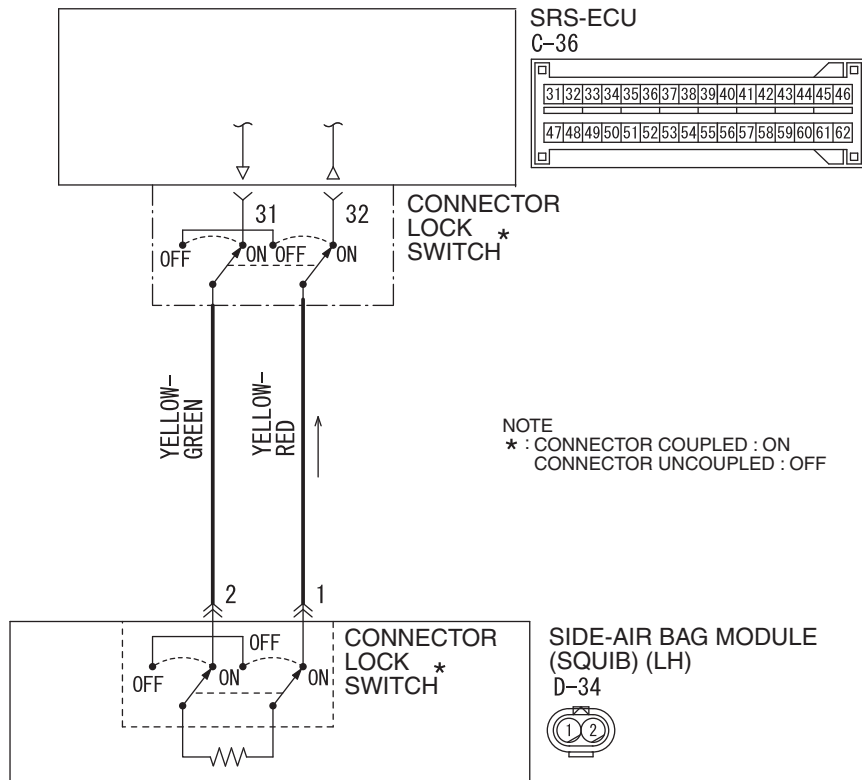 SRS-ECU
C-36
31 32 33 34 35 36 37 38 39 40 41 42 43 44 45 46
47 48 49 50 51 52 53 54 55 56 57 58 59 60 61 62
31 32
CONNECTOR
LOCK
SWITCH *
OFF ON OFF ON
YELLOW-
GREEN
YELLOW-
RED
NOTE
* : CONNECTOR COUPLED : ON
CONNECTOR UNCOUPLED : OFF
2 1
CONNECTOR
LOCK
SWITCH *
OFF ON OFF ON
SIDE-AIR BAG MODULE
(SQUIB) (LH)
D-34
1 2